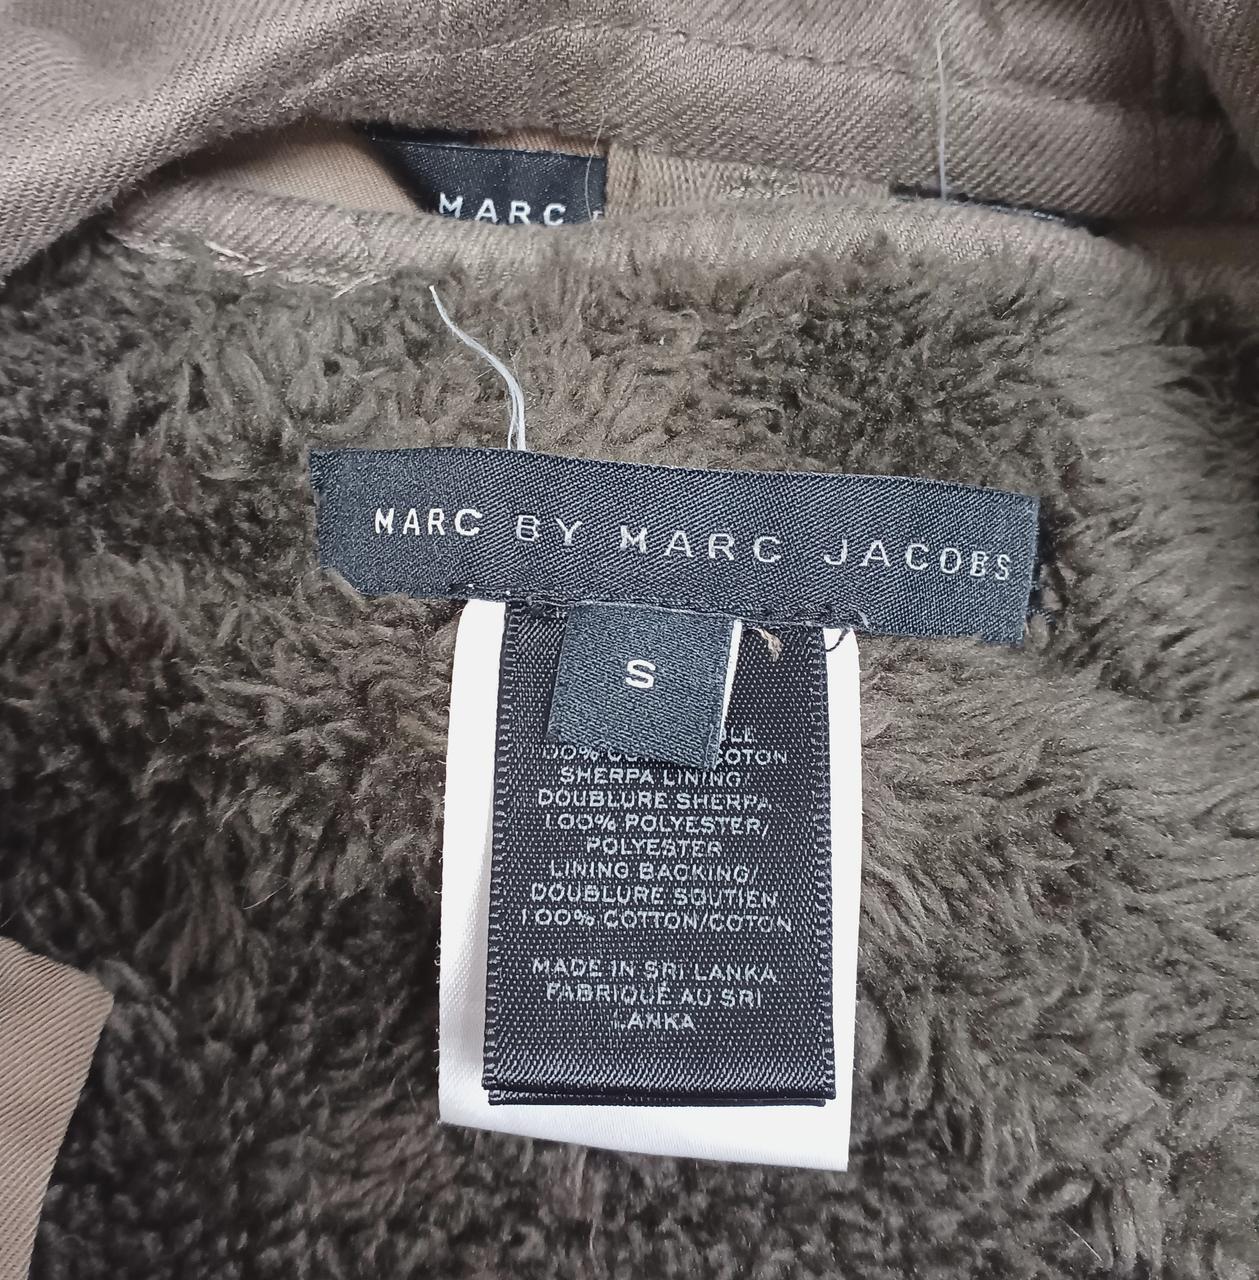 MARC
MARC BY MARC JACOBS
S
SHERPA LINING/
DOUBLURE SHERPA
100% POLYESTER/
POLYESTER
LINING BACKING/
DOUBLURE SOUTIEN
100% COTTON/COTON
MADE IN SRI LANKA
FABRIQUÉ AU SRI
LANKA